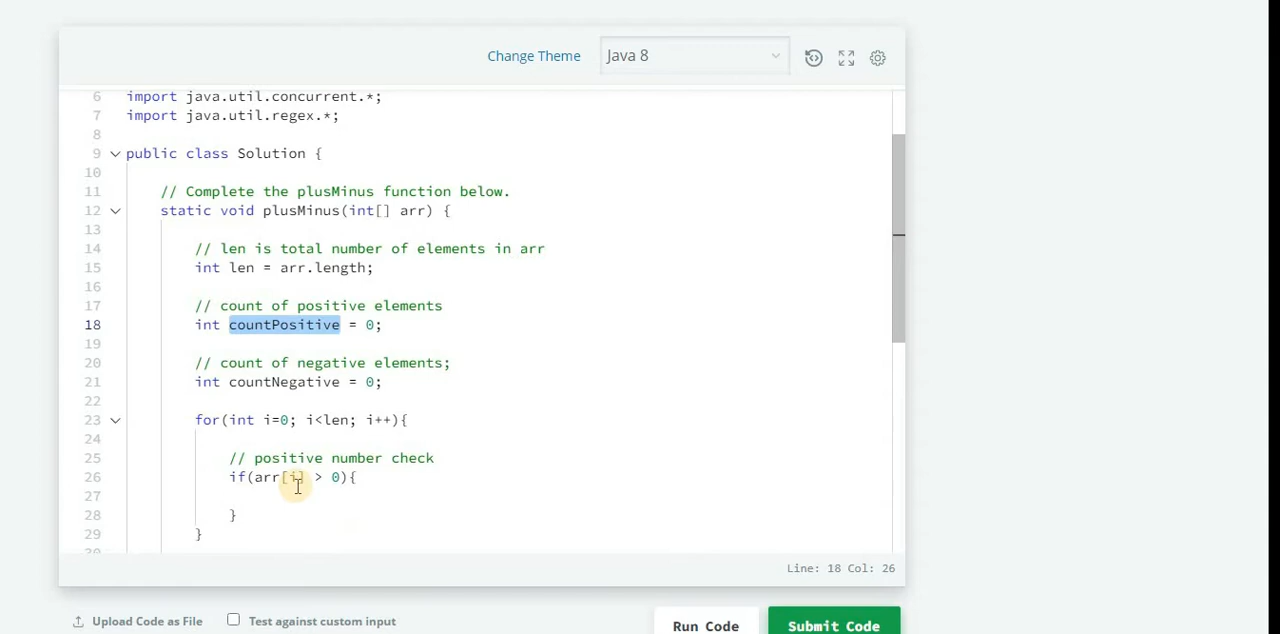 Change Theme Java 8
6 import java.util.concurrent.*;
7 import java.util.regex.*;
8
9 public class Solution {
10
11 // Complete the plusMinus function below.
12 static void plusMinus(int[] arr) {
13
14 // len is total number of elements in arr
15 int len = arr.length;
16
17 // count of positive elements
18 int countPositive = 0;
19
20 // count of negative elements;
21 int countNegative = 0;
22
23 for(int i=0; i<len; i++){
24
25 // positive number check
26 if(arr[i] > 0){
27
28 }
29 }
30
Line: 18 Col: 26
Upload Code as File Test against custom input Run Code Submit Code